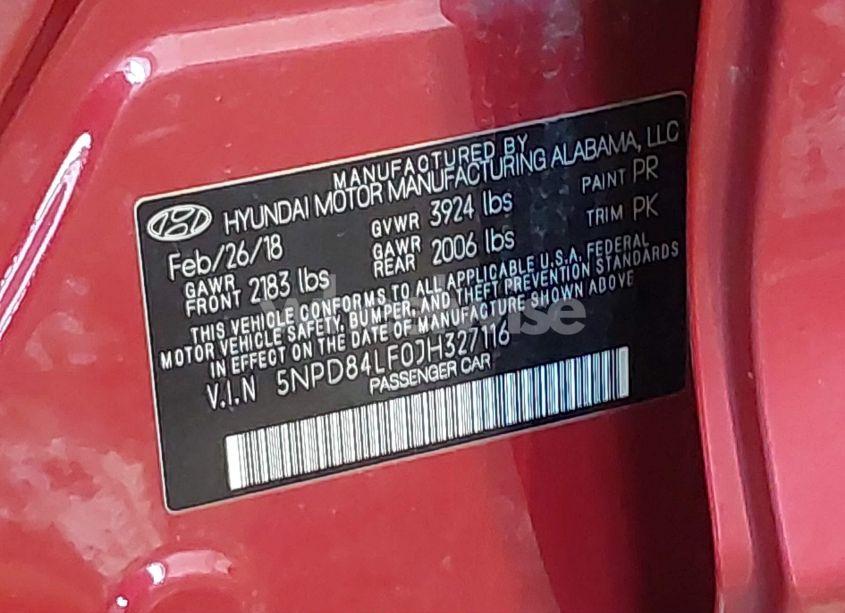 MANUFACTURED BY
HYUNDAI MOTOR MANUFACTURING ALABAMA, LLC
Feb/26/18 GVWR 3924 lbs PAINT PR
GAWR FRONT 2183 lbs GAWR REAR 2006 lbs TRIM PK
THIS VEHICLE CONFORMS TO ALL APPLICABLE U.S.A. FEDERAL
MOTOR VEHICLE SAFETY, BUMPER, AND THEFT PREVENTION STANDARDS
IN EFFECT ON THE DATE OF MANUFACTURE SHOWN ABOVE
V.I.N 5NPD84LF0JH327116
PASSENGER CAR